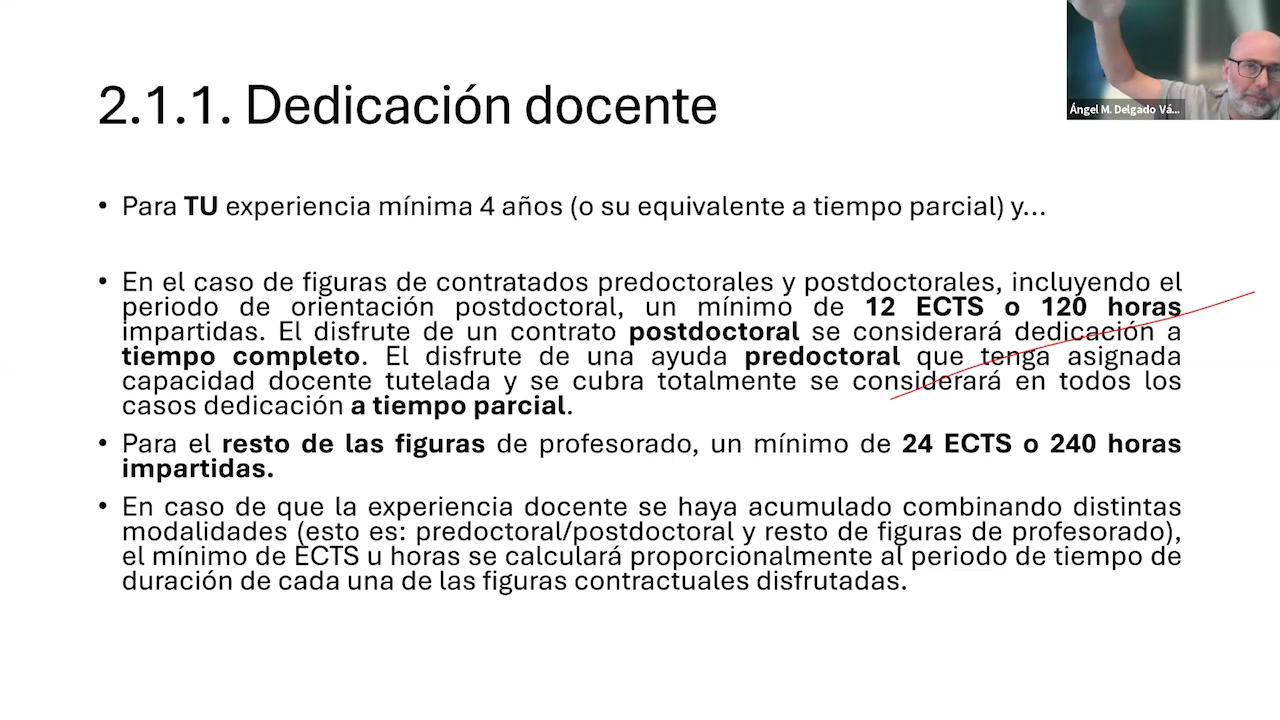 2.1.1. Dedicación docente
Ángel M. Delgado Vá...
• Para TU experiencia mínima 4 años (o su equivalente a tiempo parcial) y…
• En el caso de figuras de contratados predoctorales y postdoctorales, incluyendo el
periodo de orientación postdoctoral, un mínimo de 12 ECTS o 120 horas
impartidas. El disfrute de un contrato postdoctoral se considerará dedicación a
tiempo completo. El disfrute de una ayuda predoctoral que tenga asignada
capacidad docente tutelada y se cubra totalmente se considerará en todos los
casos dedicación a tiempo parcial.
• Para el resto de las figuras de profesorado, un mínimo de 24 ECTS o 240 horas
impartidas.
• En caso de que la experiencia docente se haya acumulado combinando distintas
modalidades (esto es: predoctoral/postdoctoral y resto de figuras de profesorado),
el mínimo de ECTS u horas se calculará proporcionalmente al periodo de tiempo de
duración de cada una de las figuras contractuales disfrutadas.